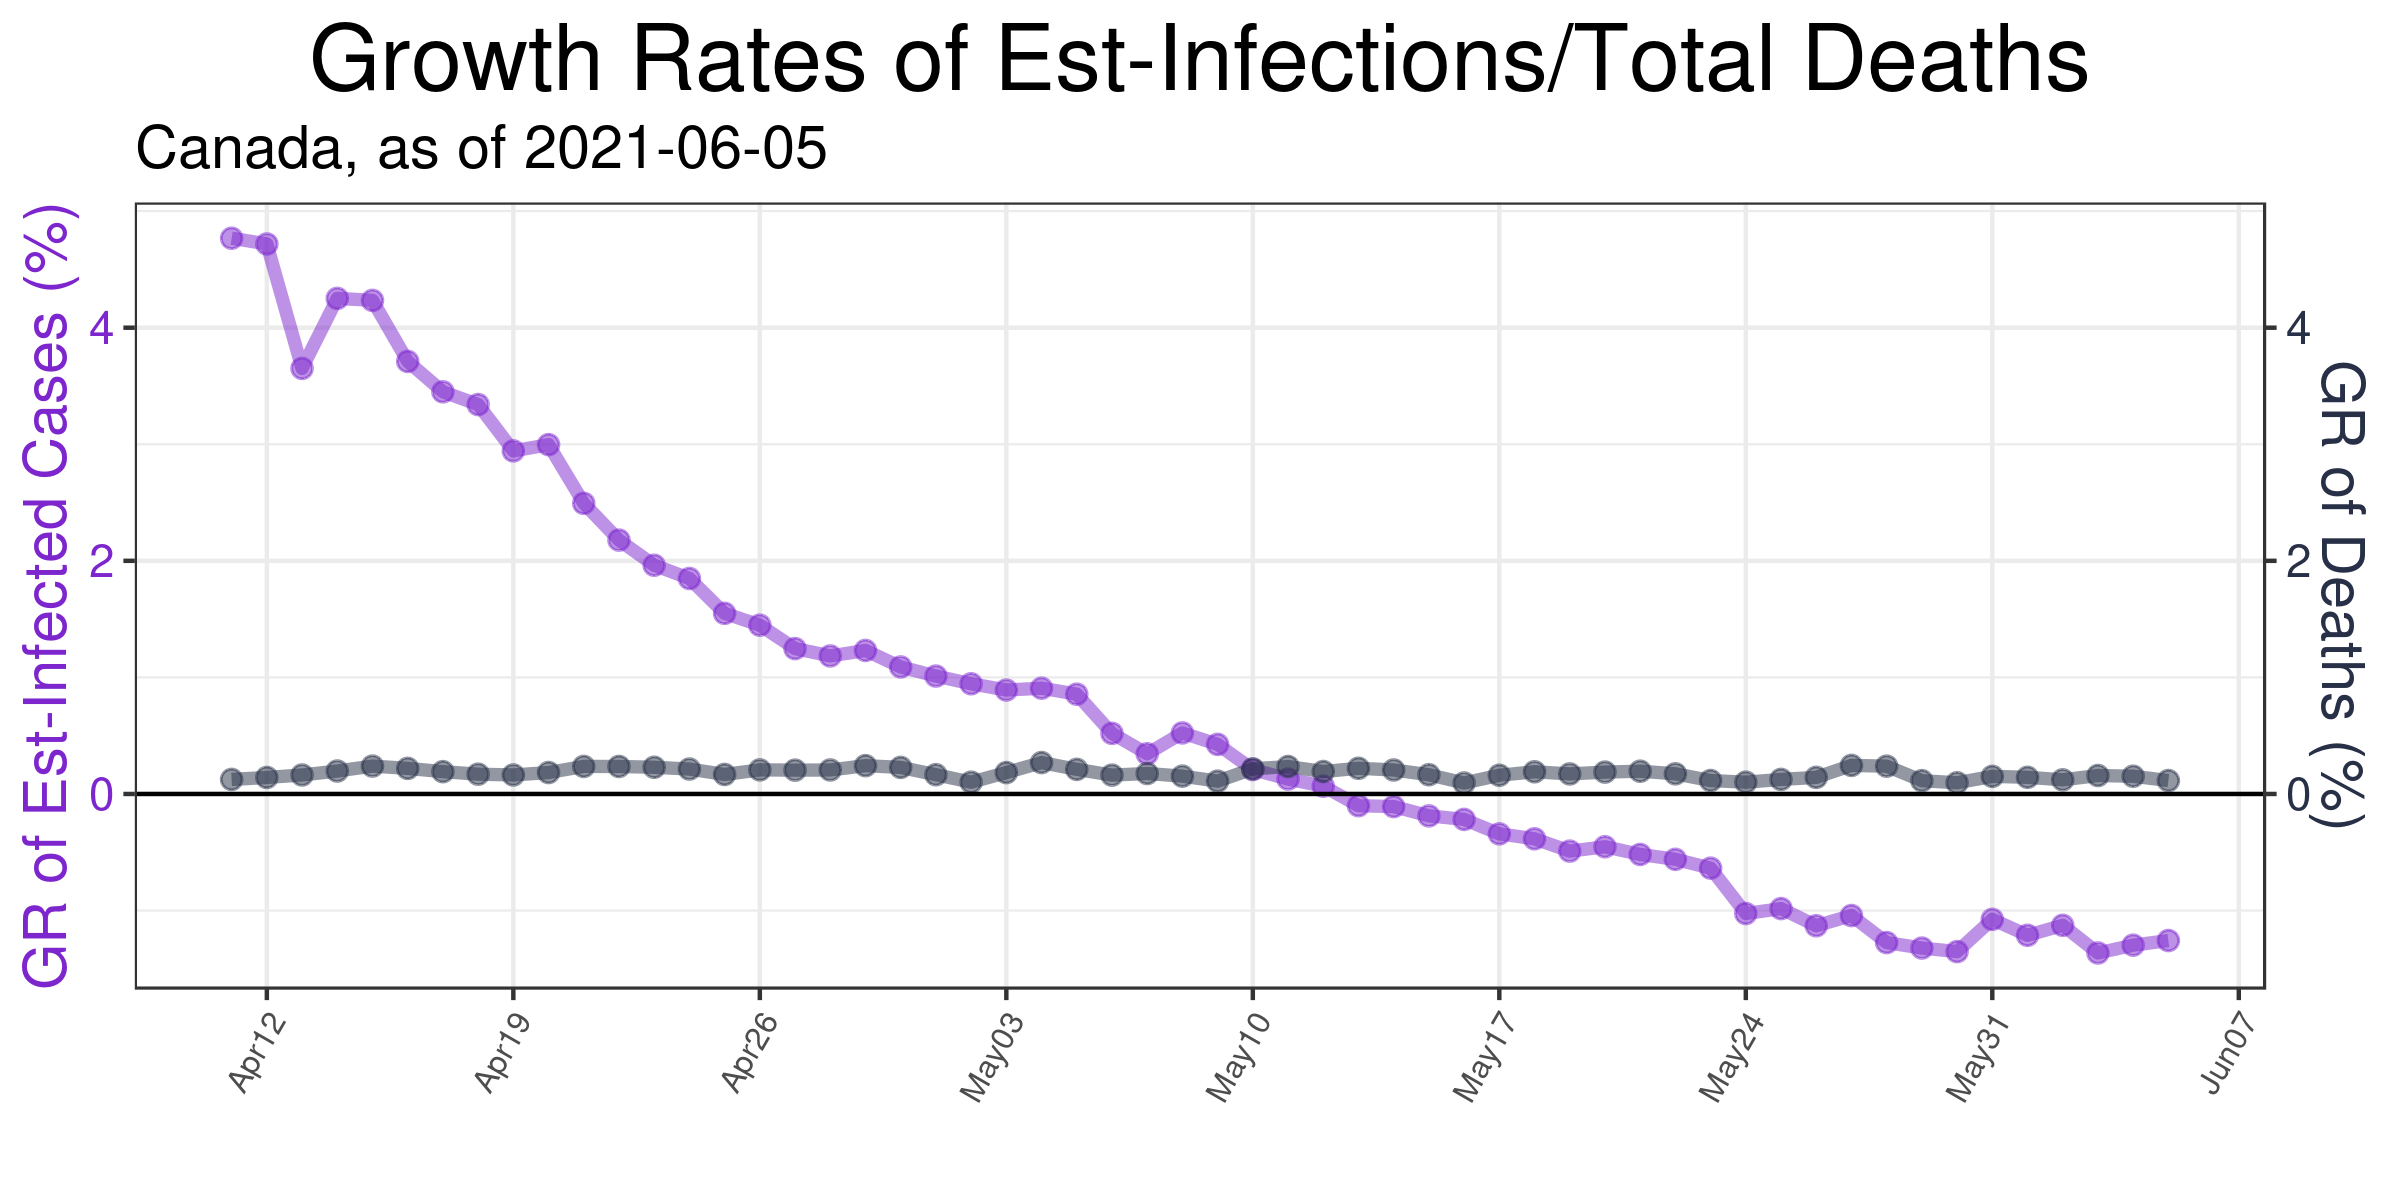 Growth Rates of Est-Infections/Total Deaths
Canada, as of 2021-06-05
GR of Est-Infected Cases (%)
4
2
0
4
2
0
GR of Deaths (%)
Apr12
Apr19
Apr26
May03
May10
May17
May24
May31
Jun07